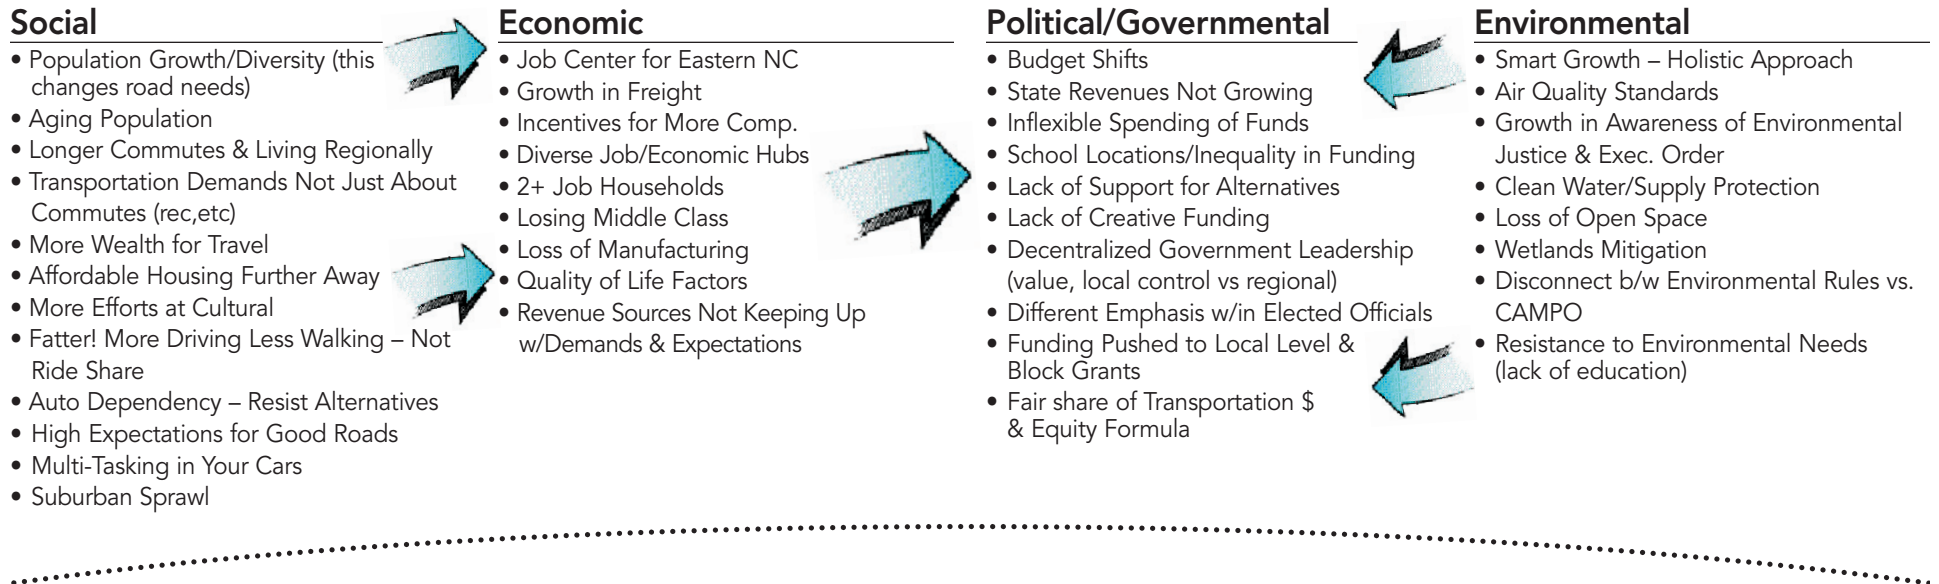 Social
• Population Growth/Diversity (this
changes road needs)
• Aging Population
• Longer Commutes & Living Regionally
• Transportation Demands Not Just About
Commutes (rec,etc)
• More Wealth for Travel
• Affordable Housing Further Away
• More Efforts at Cultural
• Fatter! More Driving Less Walking – Not
Ride Share
• Auto Dependency – Resist Alternatives
• High Expectations for Good Roads
• Multi-Tasking in Your Cars
• Suburban Sprawl
Economic
• Job Center for Eastern NC
• Growth in Freight
• Incentives for More Comp.
• Diverse Job/Economic Hubs
• 2+ Job Households
• Losing Middle Class
• Loss of Manufacturing
• Quality of Life Factors
• Revenue Sources Not Keeping Up
w/Demands & Expectations
Political/Governmental
• Budget Shifts
• State Revenues Not Growing
• Inflexible Spending of Funds
• School Locations/Inequality in Funding
• Lack of Support for Alternatives
• Lack of Creative Funding
• Decentralized Government Leadership
(value, local control vs regional)
• Different Emphasis w/in Elected Officials
• Funding Pushed to Local Level &
Block Grants
• Fair share of Transportation $
& Equity Formula
Environmental
• Smart Growth – Holistic Approach
• Air Quality Standards
• Growth in Awareness of Environmental
Justice & Exec. Order
• Clean Water/Supply Protection
• Loss of Open Space
• Wetlands Mitigation
• Disconnect b/w Environmental Rules vs.
CAMPO
• Resistance to Environmental Needs
(lack of education)